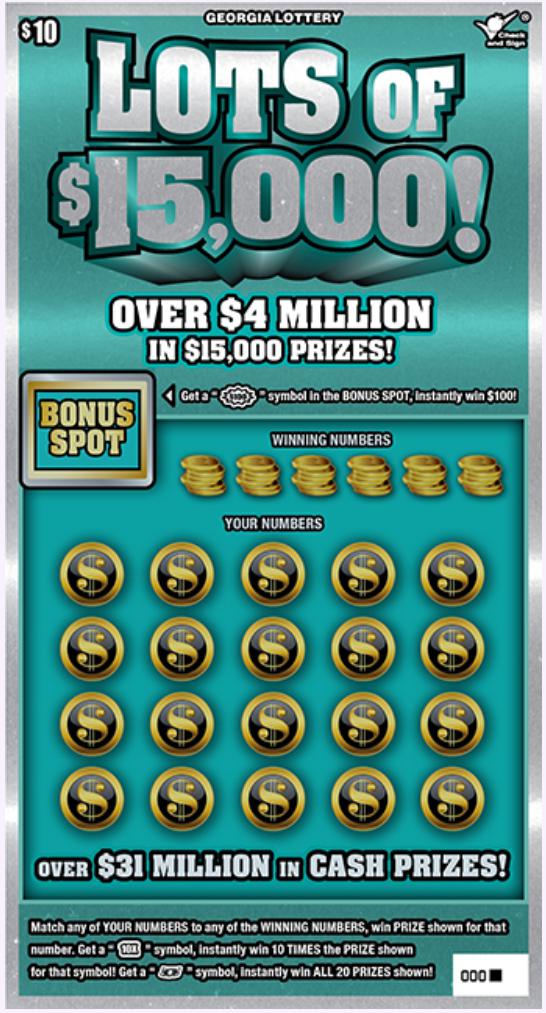 GEORGIA LOTTERY
$10
Check
and Sign
®
LOTS OF
$15,000!
OVER $4 MILLION
IN $15,000 PRIZES!
Get a " $100 " symbol in the BONUS SPOT, instantly win $100!
BONUS
SPOT
WINNING NUMBERS
YOUR NUMBERS
$ $ $ $ $
$ $ $ $ $
$ $ $ $ $
$ $ $ $ $
OVER $31 MILLION IN CASH PRIZES!
Match any of YOUR NUMBERS to any of the WINNING NUMBERS, win PRIZE shown for that
number. Get a " 10X " symbol, instantly win 10 TIMES the PRIZE shown
for that symbol! Get a " " symbol, instantly win ALL 20 PRIZES shown!
000